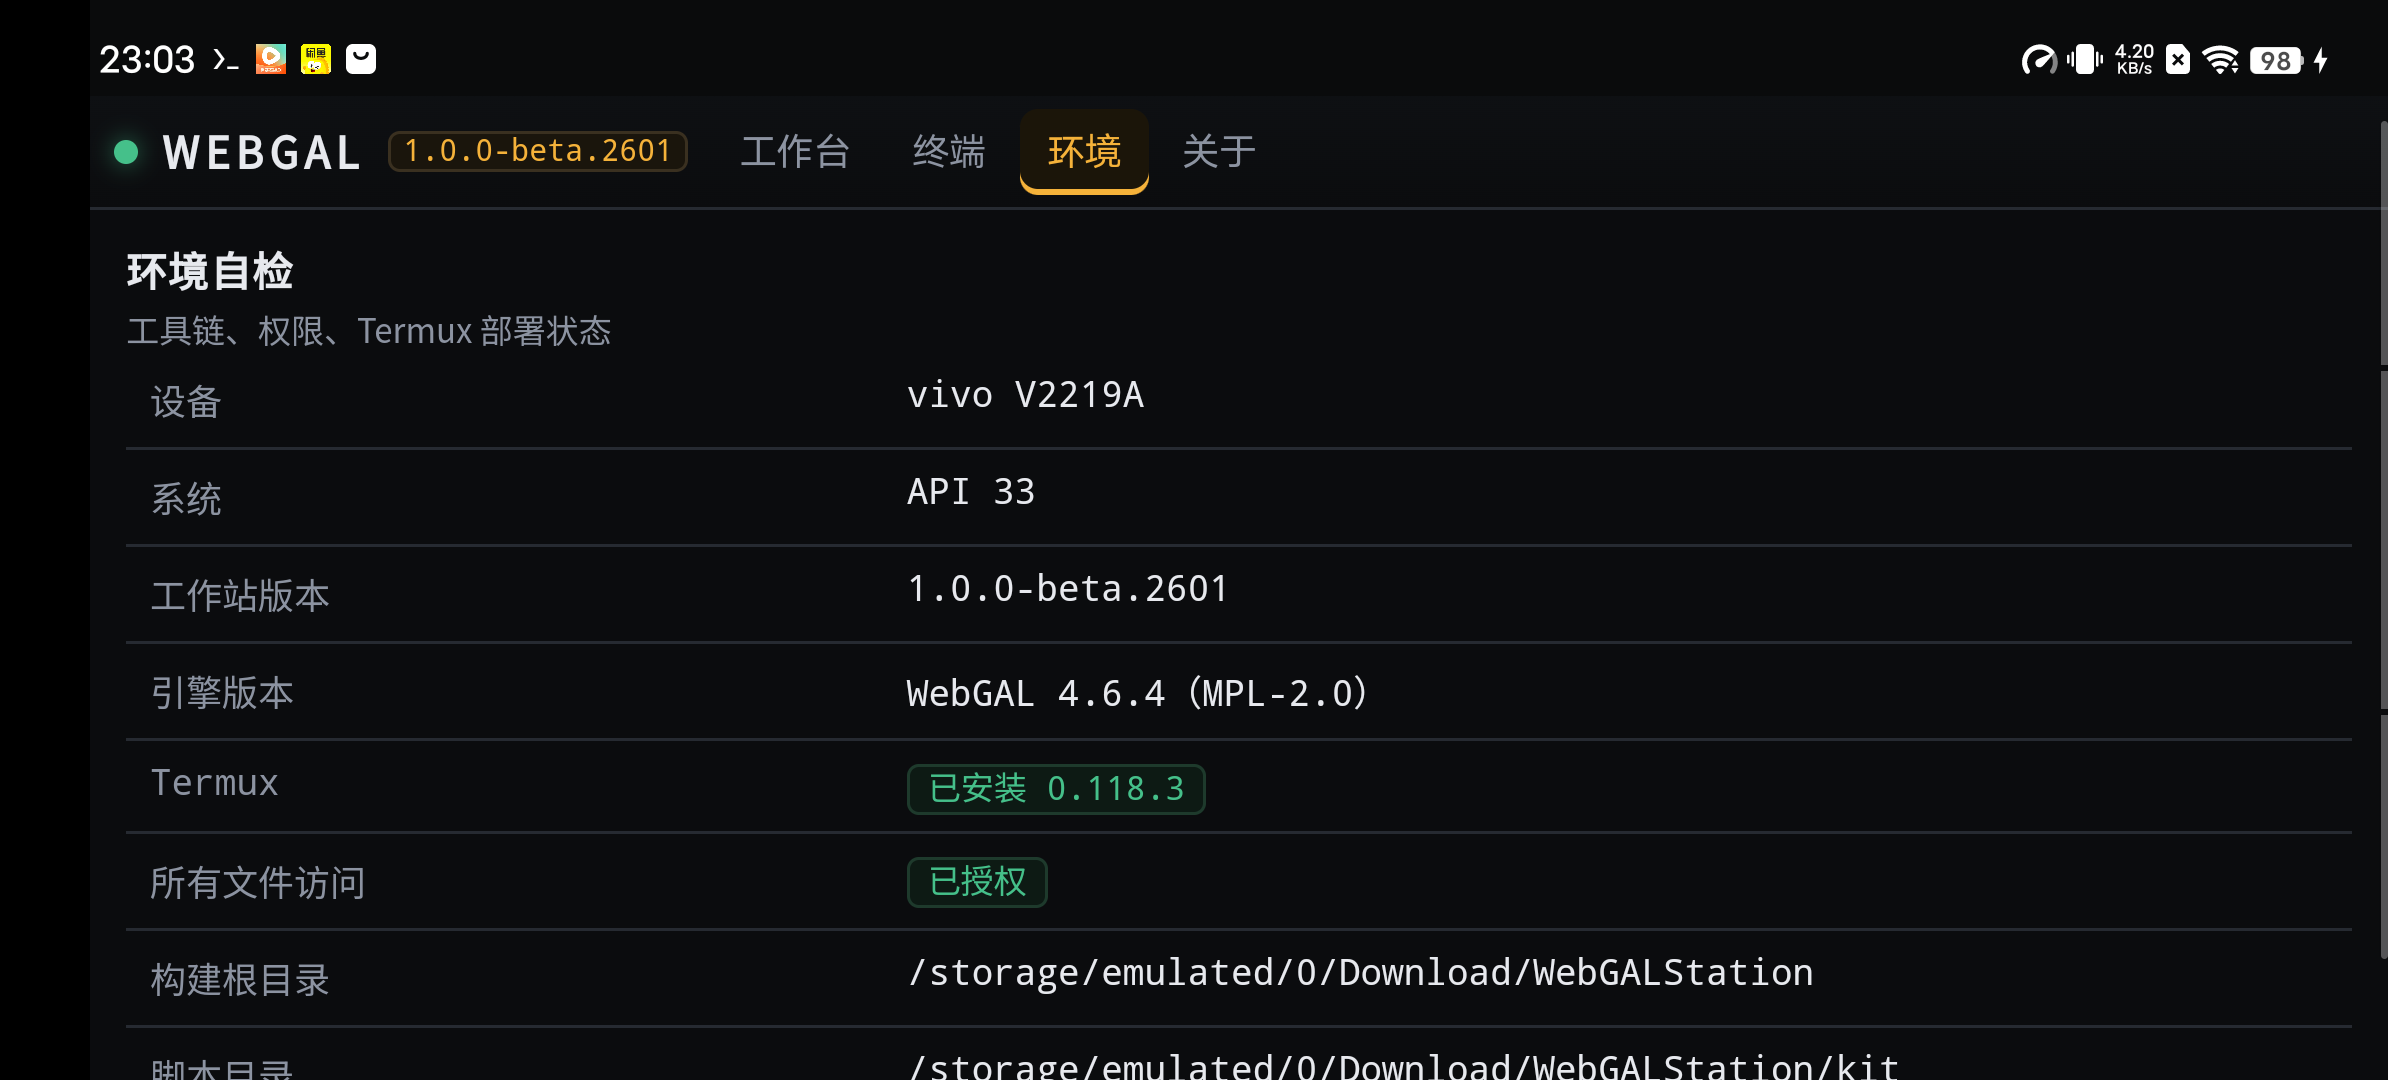 23:03
4.20 KB/s
98
WEBGAL 1.0.0-beta.2601 工作台 终端 环境 关于
环境自检
工具链、权限、Termux 部署状态
设备 vivo V2219A
系统 API 33
工作站版本 1.0.0-beta.2601
引擎版本 WebGAL 4.6.4（MPL-2.0）
Termux 已安装 0.118.3
所有文件访问 已授权
构建根目录 /storage/emulated/0/Download/WebGALStation
脚本目录 /storage/emulated/0/Download/WebGALStation/kit